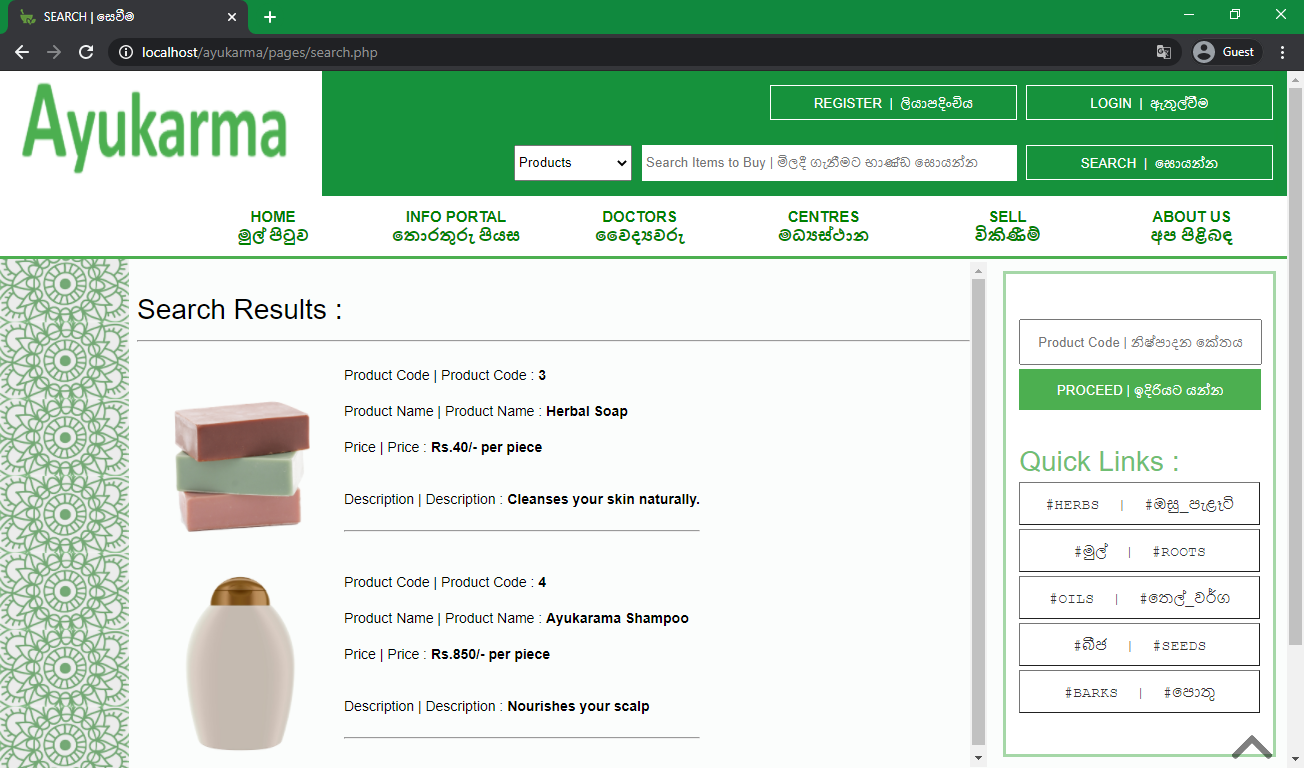 SEARCH | සෙවීම
localhost/ayukarma/pages/search.php
Guest
Ayukarma
REGISTER | ලියාපදිංචිය
LOGIN | ඇතුල්වීම
Products
Search Items to Buy | මිලදී ගැනීමට භාණ්ඩ සොයන්න
SEARCH | සොයන්න
HOME
මුල් පිටුව
INFO PORTAL
තොරතුරු පියස
DOCTORS
වෛද්‍යවරු
CENTRES
මධ්‍යස්ථාන
SELL
විකිණීම්
ABOUT US
අප පිළිබඳ
Search Results :
Product Code | Product Code : 3
Product Name | Product Name : Herbal Soap
Price | Price : Rs.40/- per piece
Description | Description : Cleanses your skin naturally.
Product Code | Product Code : 4
Product Name | Product Name : Ayukarama Shampoo
Price | Price : Rs.850/- per piece
Description | Description : Nourishes your scalp
Product Code | නිෂ්පාදන කේතය
PROCEED | ඉදිරියට යන්න
Quick Links :
#HERBS | #ඔසු_පැළෑටි
#මුල් | #ROOTS
#OILS | #තෙල්_වර්ග
#බීජ | #SEEDS
#BARKS | #පොතු